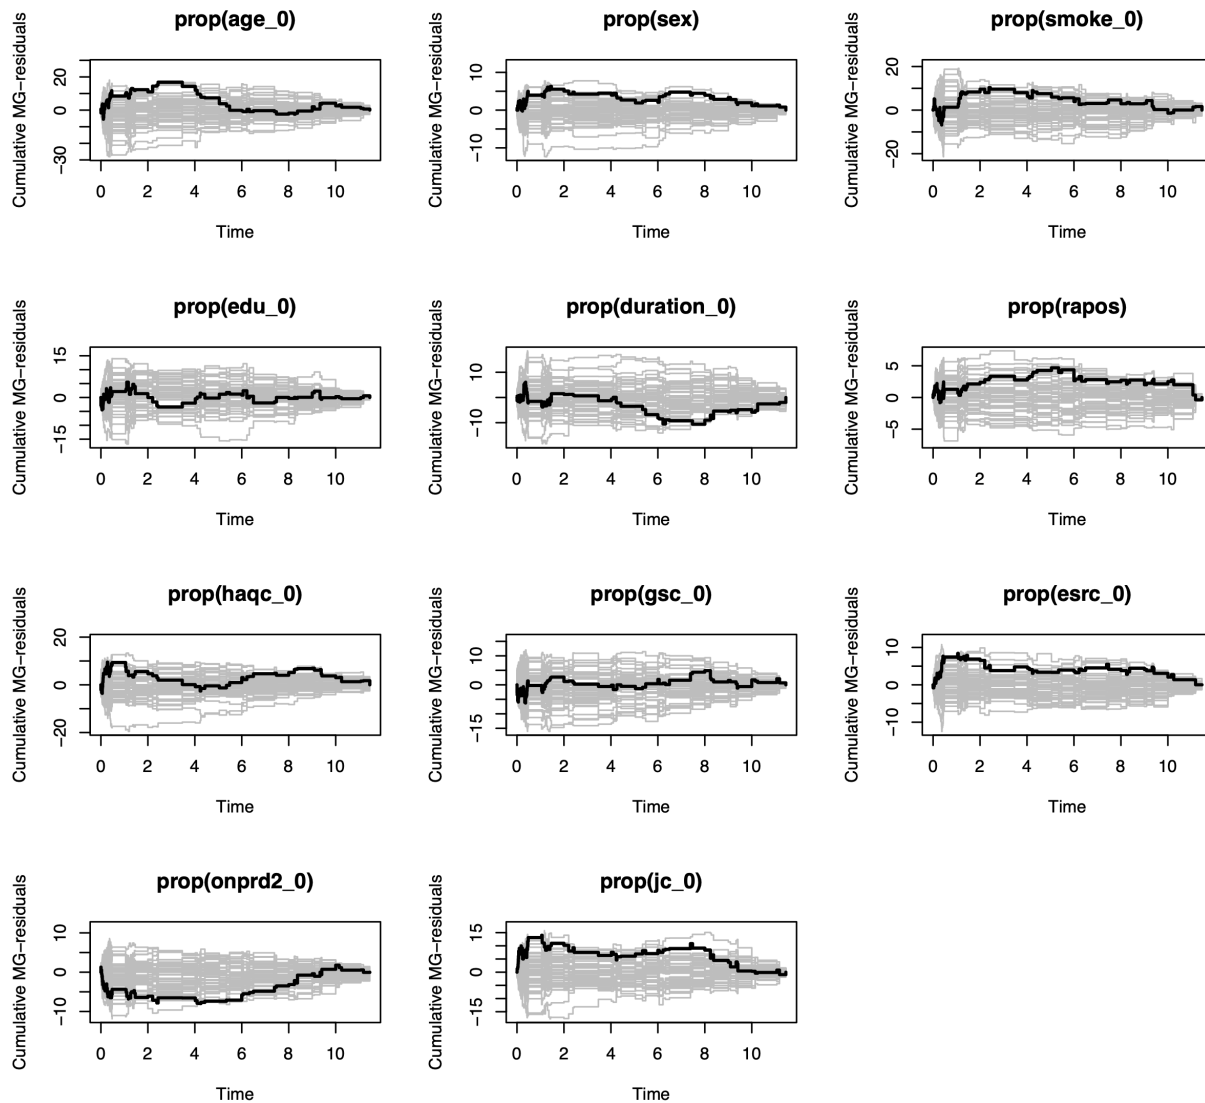 prop(age_0)
Cumulative MG−residuals
20
0
−30
0 2 4 6 8 10
Time
prop(sex)
Cumulative MG−residuals
10
0
−10
0 2 4 6 8 10
Time
prop(smoke_0)
Cumulative MG−residuals
20
0
−20
0 2 4 6 8 10
Time
prop(edu_0)
Cumulative MG−residuals
15
0
−15
0 2 4 6 8 10
Time
prop(duration_0)
Cumulative MG−residuals
10
−10
0 2 4 6 8 10
Time
prop(rapos)
Cumulative MG−residuals
5
−5
0 2 4 6 8 10
Time
prop(haqc_0)
Cumulative MG−residuals
20
0
−20
0 2 4 6 8 10
Time
prop(gsc_0)
Cumulative MG−residuals
10
0
−15
0 2 4 6 8 10
Time
prop(esrc_0)
Cumulative MG−residuals
10
0
−10
0 2 4 6 8 10
Time
prop(onprd2_0)
Cumulative MG−residuals
10
0
−10
0 2 4 6 8 10
Time
prop(jc_0)
Cumulative MG−residuals
15
0
−15
0 2 4 6 8 10
Time